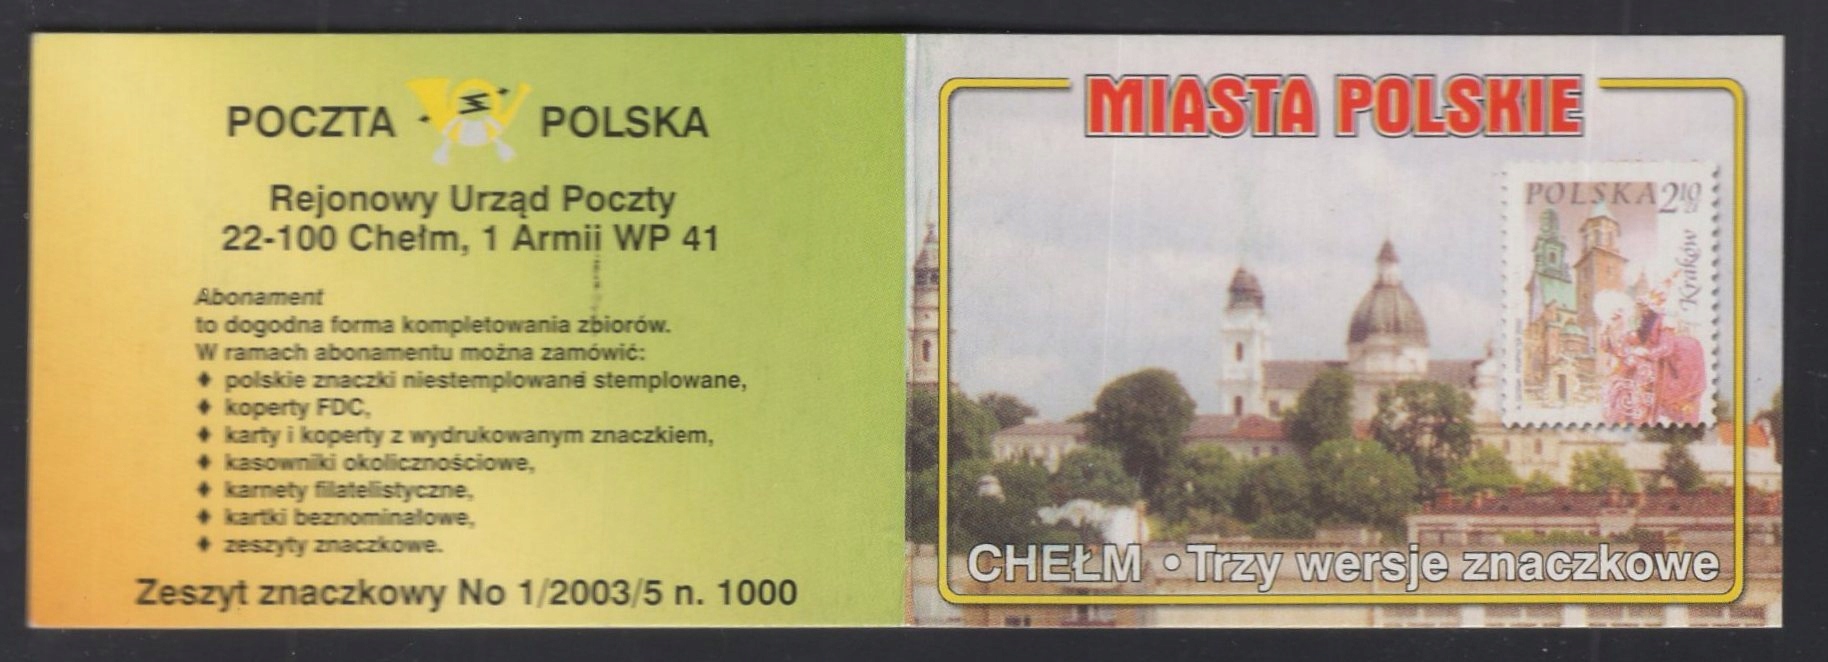 POCZTA POLSKA
Rejonowy Urząd Poczty
22-100 Chełm, 1 Armii WP 41
Abonament
to dogodna forma kompletowania zbiorów.
W ramach abonamentu można zamówić:
♦ polskie znaczki niestemplowane stemplowane,
♦ koperty FDC,
♦ karty i koperty z wydrukowanym znaczkiem,
♦ kasowniki okolicznościowe,
♦ karnety filatelistyczne,
♦ kartki beznominałowe,
♦ zeszyty znaczkowe.
Zeszyt znaczkowy No 1/2003/5 n. 1000
MIASTA POLSKIE
POLSKA 210
ZŁ
Kraków
CHEŁM • Trzy wersje znaczkowe